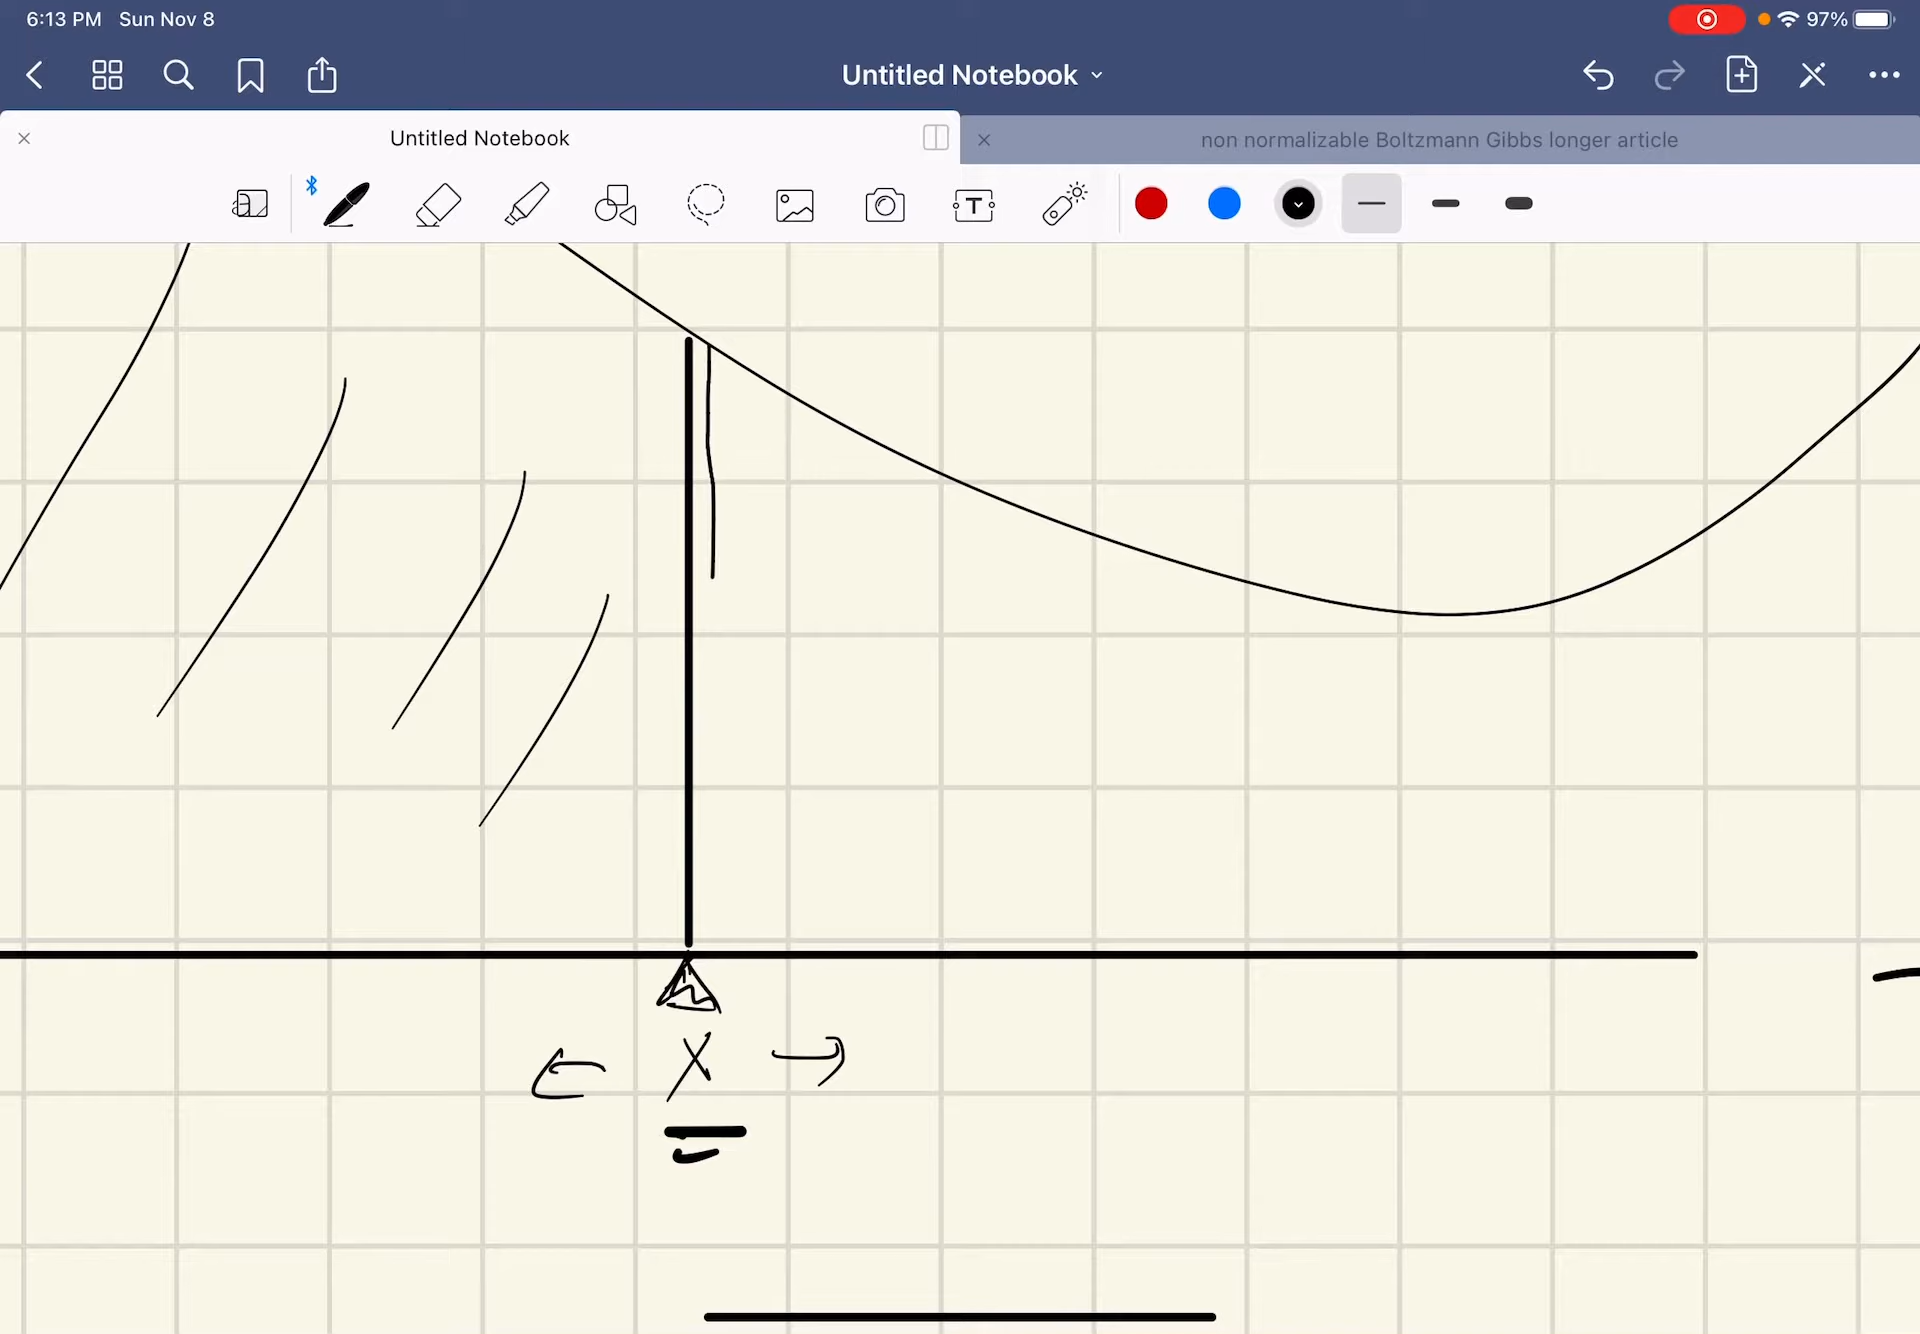 6:13 PM Sun Nov 8
97%
Untitled Notebook
Untitled Notebook
non normalizable Boltzmann Gibbs longer article
a
T
← X →